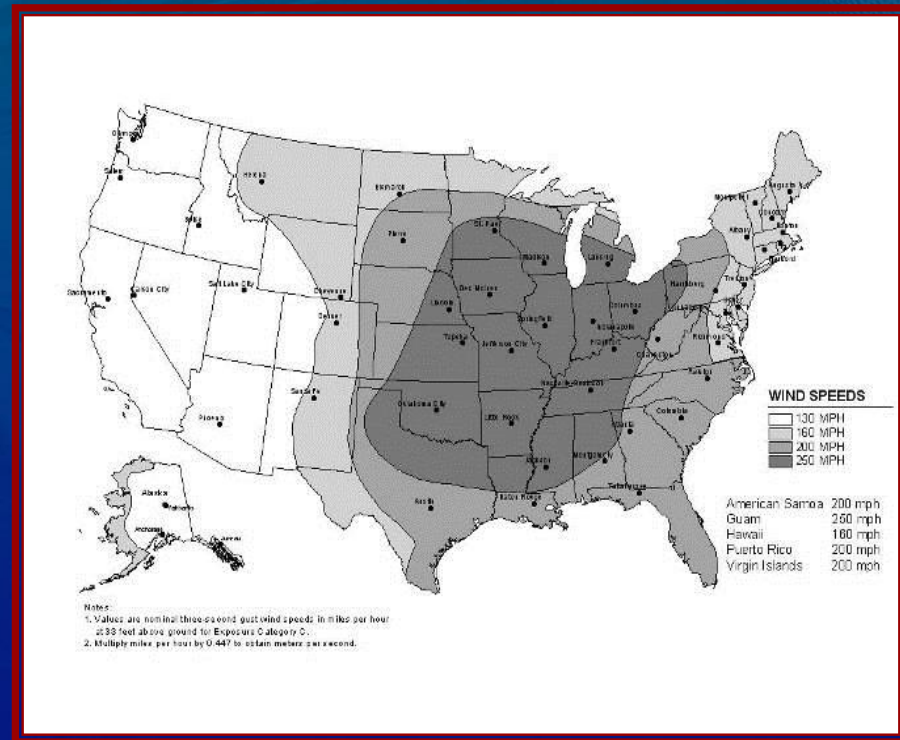 Helena
Bismarck
Salem
Boise
Pierre
St. Paul
Augusta
Albany
Boston
Hartford
Madison
Lansing
Sacramento
Carson City
Salt Lake City
Cheyenne
Des Moines
Lincoln
Columbus
Harrisburg
Trenton
Denver
Springfield
Indianapolis
Topeka
Jefferson City
Frankfort
Charleston
Richmond
Santa Fe
Raleigh
Phoenix
Oklahoma City
Little Rock
Columbia
Atlanta
Jackson
Montgomery
Austin
Baton Rouge
Tallahassee
Alaska
Fairbanks
Anchorage
Juneau
WIND SPEEDS
130 MPH
160 MPH
200 MPH
250 MPH
American Samoa 200 mph
Guam 250 mph
Hawaii 160 mph
Puerto Rico 200 mph
Virgin Islands 200 mph
Notes:
1. Values are nominal three-second gust wind speeds in miles per hour
at 33 feet above ground for Exposure Category C.
2. Multiply miles per hour by 0.447 to obtain meters per second.